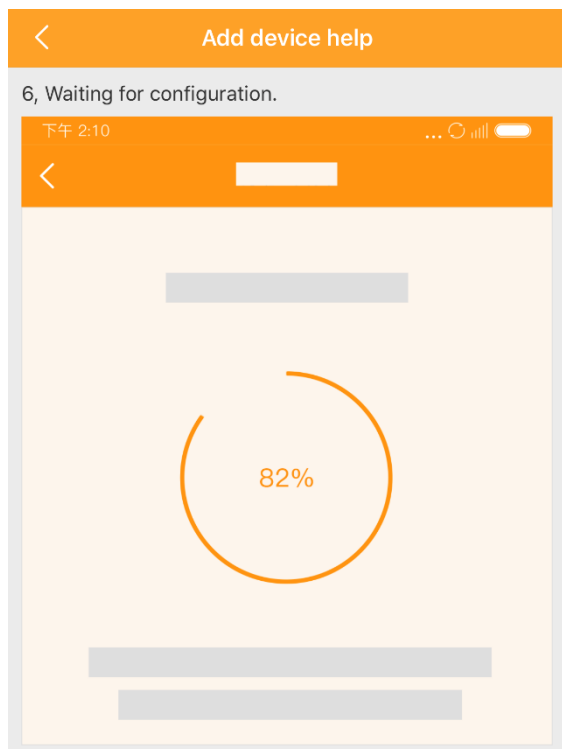 Add device help
6, Waiting for configuration.
下午 2:10
82%